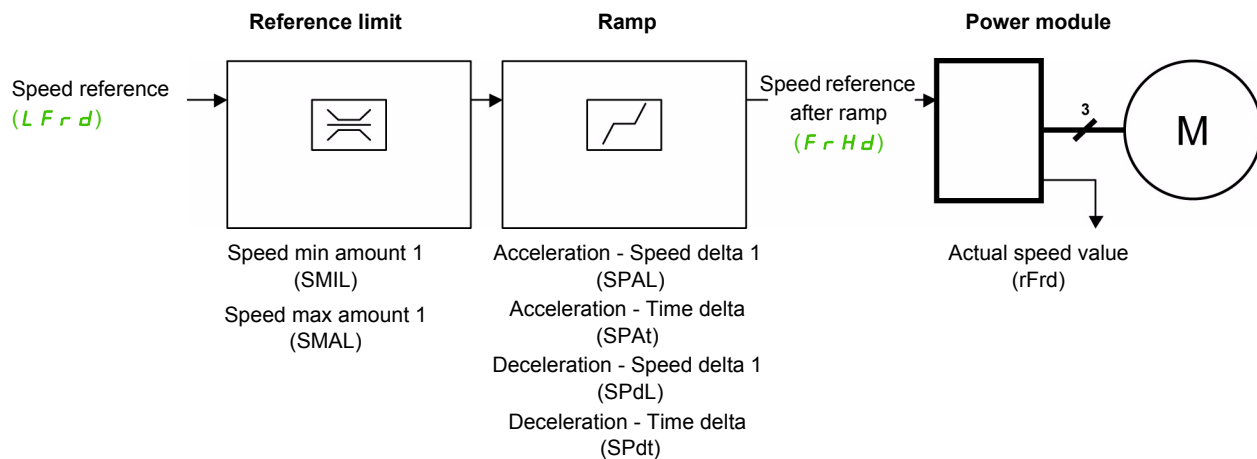 Reference limit
Ramp
Power module
Speed reference
(LFrd)
Speed reference
after ramp
(FrHd)
3
M
Speed min amount 1
(SMIL)
Speed max amount 1
(SMAL)
Acceleration - Speed delta 1
(SPAL)
Acceleration - Time delta
(SPAt)
Deceleration - Speed delta 1
(SPdL)
Deceleration - Time delta
(SPdt)
Actual speed value
(rFrd)